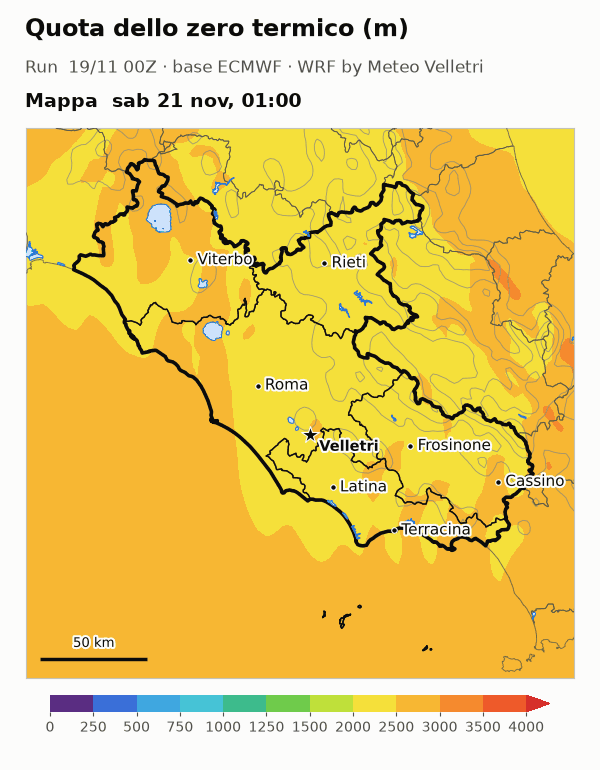 Quota dello zero termico (m)
Run  19/11 00Z · base ECMWF · WRF by Meteo Velletri
Mappa  sab 21 nov, 01:00
Viterbo
Rieti
Roma
Velletri
Frosinone
Cassino
Latina
Terracina
50 km
0 250 500 750 1000 1250 1500 2000 2500 3000 3500 4000